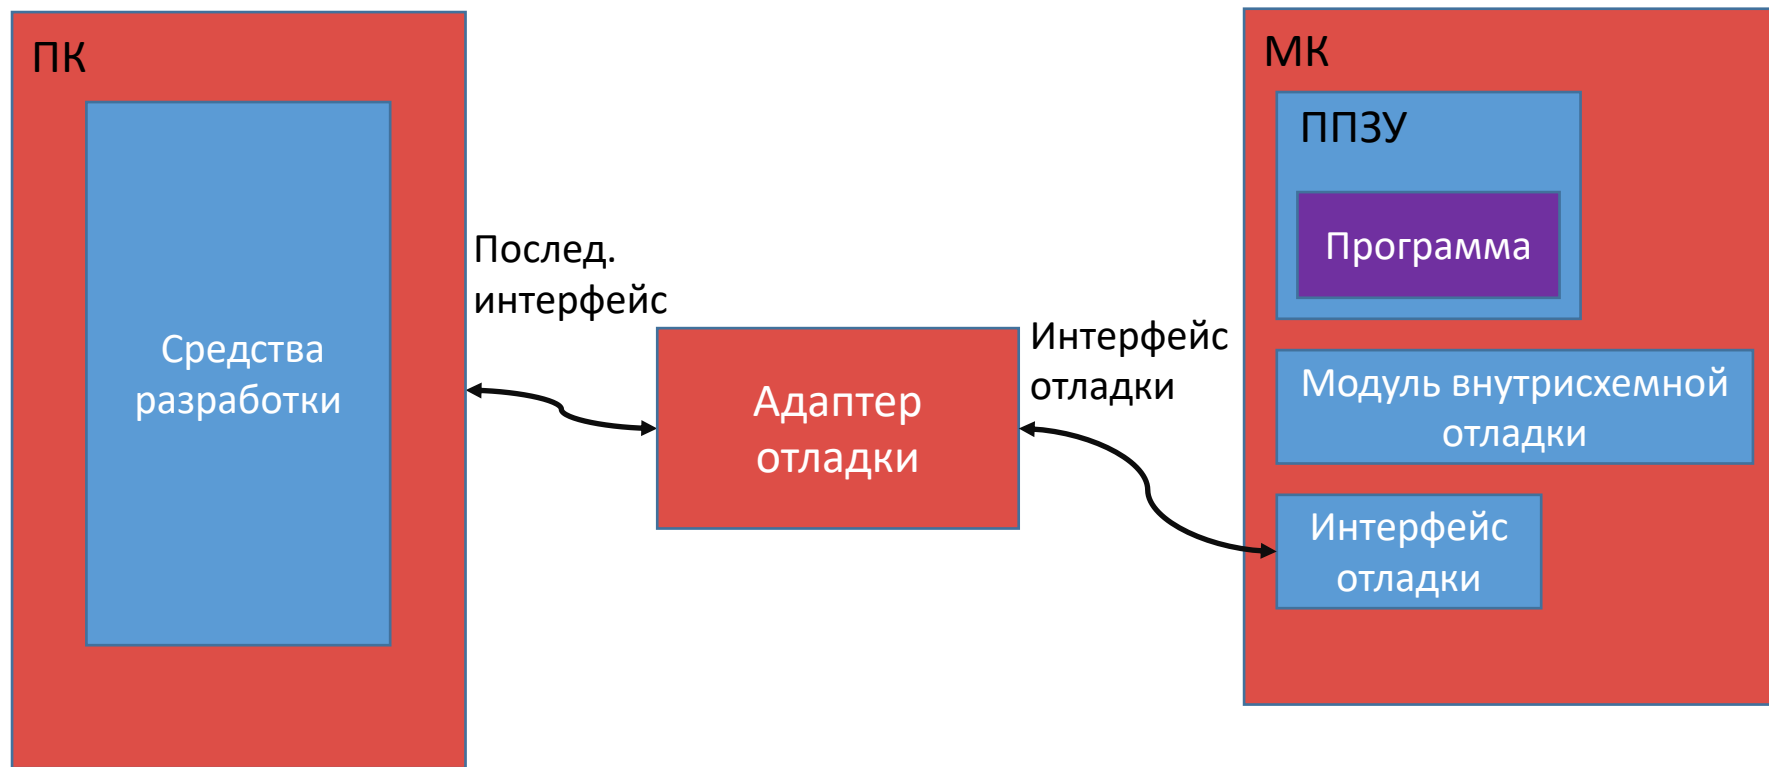 ПК
Средства
разработки
Послед.
интерфейс
Адаптер
отладки
Интерфейс
отладки
МК
ППЗУ
Программа
Модуль внутрисхемной
отладки
Интерфейс
отладки